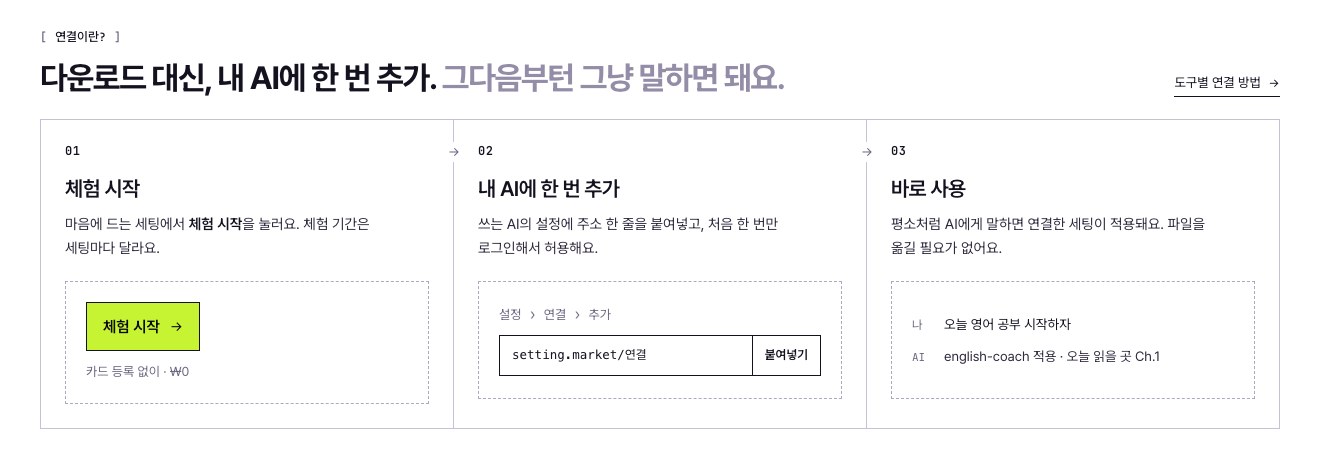 [ 연결이란? ]
다운로드 대신, 내 AI에 한 번 추가. 그다음부턴 그냥 말하면 돼요.
도구별 연결 방법 →
01
체험 시작
마음에 드는 세팅에서 체험 시작을 눌러요. 체험 기간은
세팅마다 달라요.
체험 시작 →
카드 등록 없이 · ₩0
→
02
내 AI에 한 번 추가
쓰는 AI의 설정에 주소 한 줄을 붙여넣고, 처음 한 번만
로그인해서 허용해요.
설정 › 연결 › 추가
setting.market/연결
붙여넣기
→
03
바로 사용
평소처럼 AI에게 말하면 연결한 세팅이 적용돼요. 파일을
옮길 필요가 없어요.
나 오늘 영어 공부 시작하자
AI english-coach 적용 · 오늘 읽을 곳 Ch.1